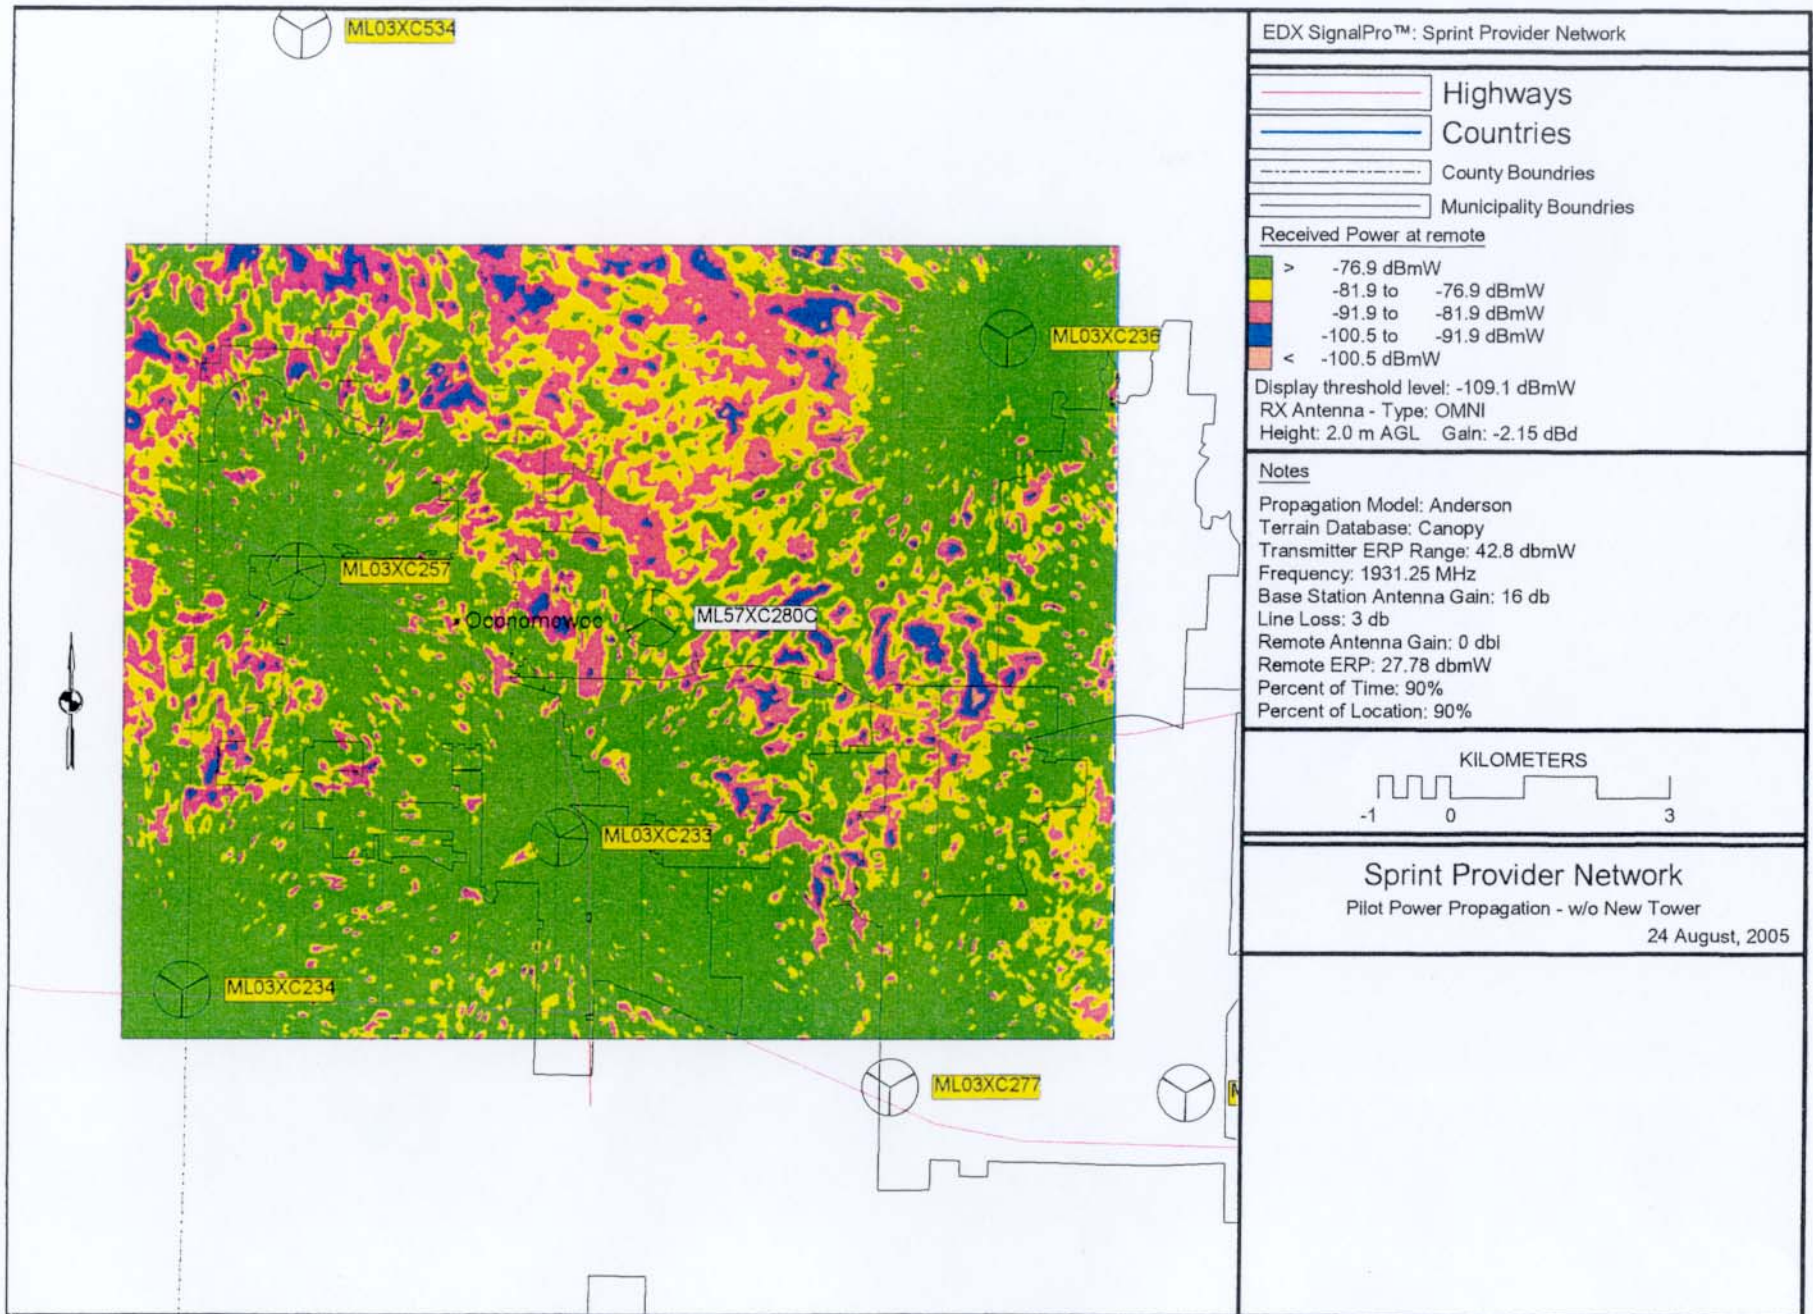 ML03XC534
ML03XC236
ML03XC257
Oconomowoc
ML57XC280C
ML03XC233
ML03XC234
ML03XC277
EDX SignalPro™: Sprint Provider Network
Highways
Countries
County Boundries
Municipality Boundries
Received Power at remote
> -76.9 dBmW
-81.9 to -76.9 dBmW
-91.9 to -81.9 dBmW
-100.5 to -91.9 dBmW
< -100.5 dBmW
Display threshold level: -109.1 dBmW
RX Antenna - Type: OMNI
Height: 2.0 m AGL Gain: -2.15 dBd
Notes
Propagation Model: Anderson
Terrain Database: Canopy
Transmitter ERP Range: 42.8 dbmW
Frequency: 1931.25 MHz
Base Station Antenna Gain: 16 db
Line Loss: 3 db
Remote Antenna Gain: 0 dbi
Remote ERP: 27.78 dbmW
Percent of Time: 90%
Percent of Location: 90%
KILOMETERS
-1 0 3
Sprint Provider Network
Pilot Power Propagation - w/o New Tower
24 August, 2005